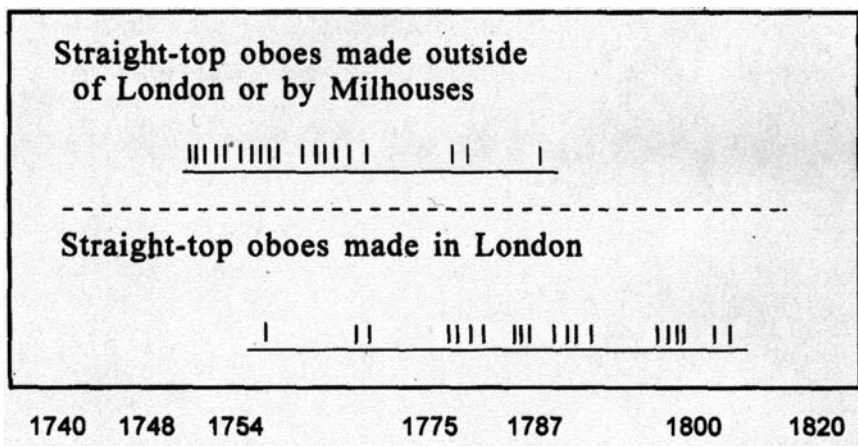 Straight-top oboes made outside
of London or by Milhouses
Straight-top oboes made in London
1740 1748 1754 1775 1787 1800 1820